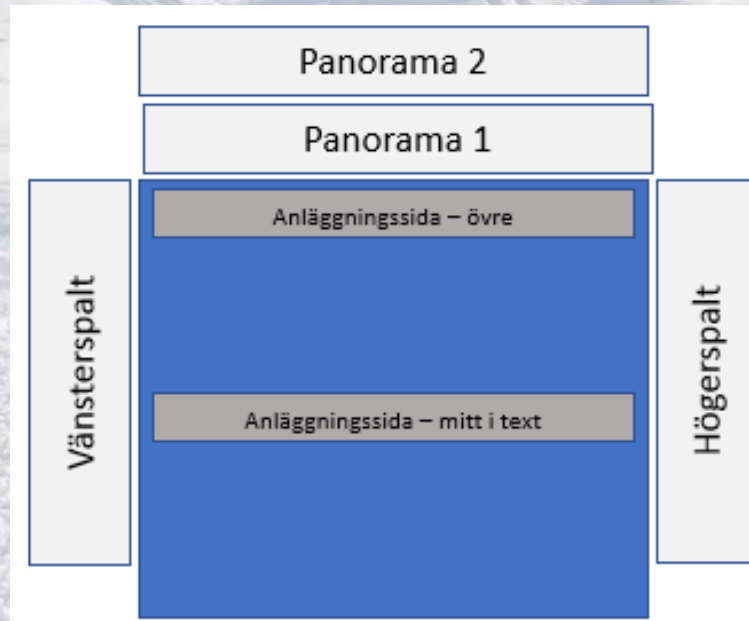 Panorama 2
Panorama 1
Vänsterspalt
Anläggningssida – övre
Anläggningssida – mitt i text
Högerspalt